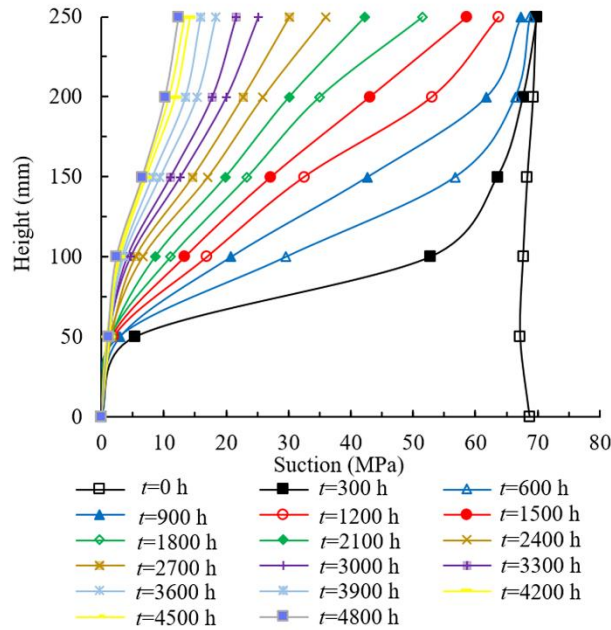 250
200
150
100
50
0
Height (mm)
0 10 20 30 40 50 60 70 80
Suction (MPa)
t=0 h t=300 h t=600 h
t=900 h t=1200 h t=1500 h
t=1800 h t=2100 h t=2400 h
t=2700 h t=3000 h t=3300 h
t=3600 h t=3900 h t=4200 h
t=4500 h t=4800 h